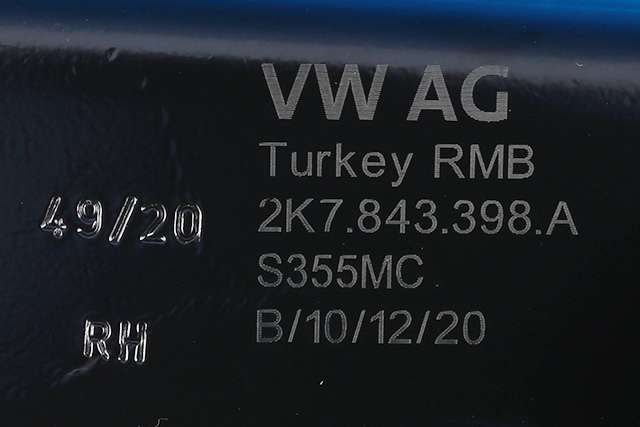 VW AG
Turkey RMB
2K7.843.398.A
S355MC
B/10/12/20
49/20
RH